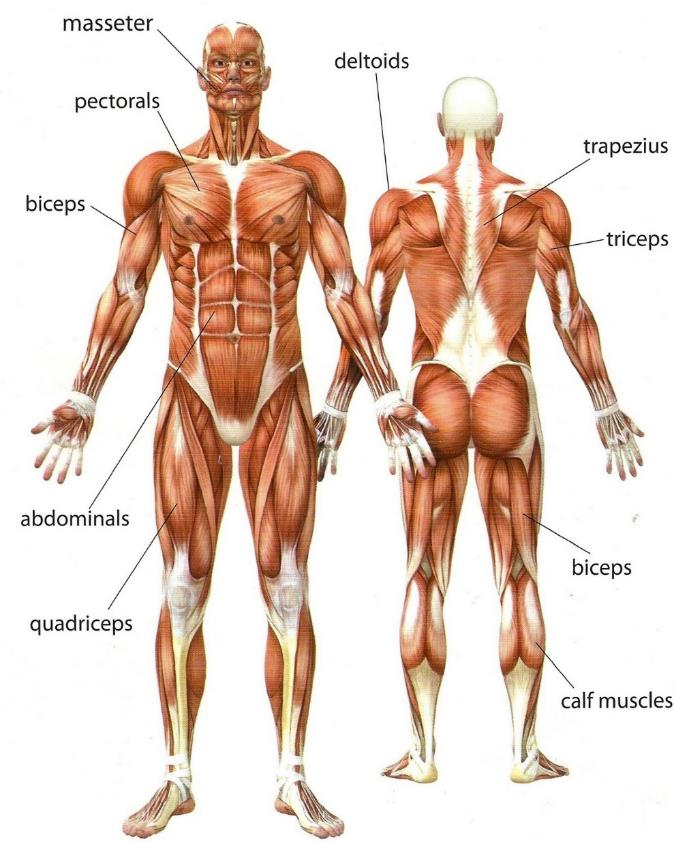 masseter
deltoids
pectorals
trapezius
biceps
triceps
abdominals
biceps
quadriceps
calf muscles